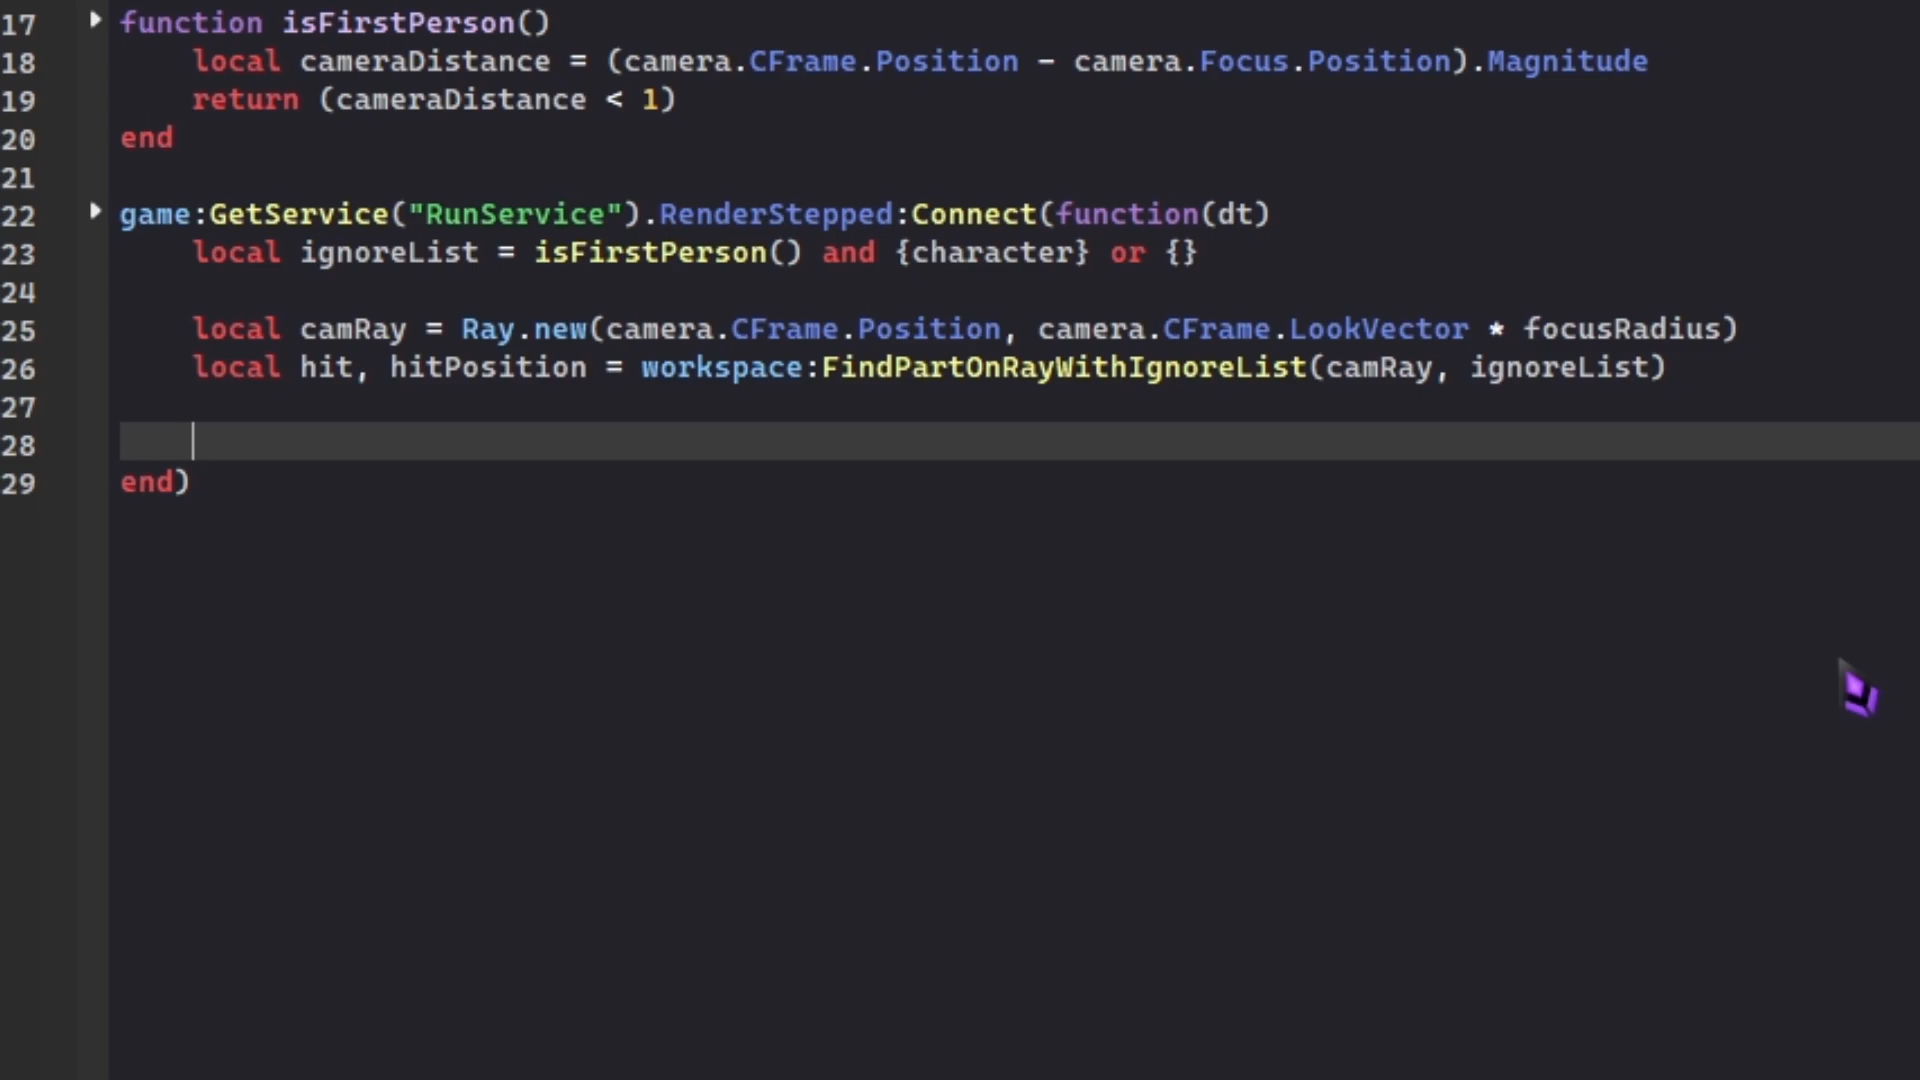 17 function isFirstPerson()
18 local cameraDistance = (camera.CFrame.Position - camera.Focus.Position).Magnitude
19 return (cameraDistance < 1)
20 end
21
22 game:GetService("RunService").RenderStepped:Connect(function(dt)
23 local ignoreList = isFirstPerson() and {character} or {}
24
25 local camRay = Ray.new(camera.CFrame.Position, camera.CFrame.LookVector * focusRadius)
26 local hit, hitPosition = workspace:FindPartOnRayWithIgnoreList(camRay, ignoreList)
27
28
29 end)